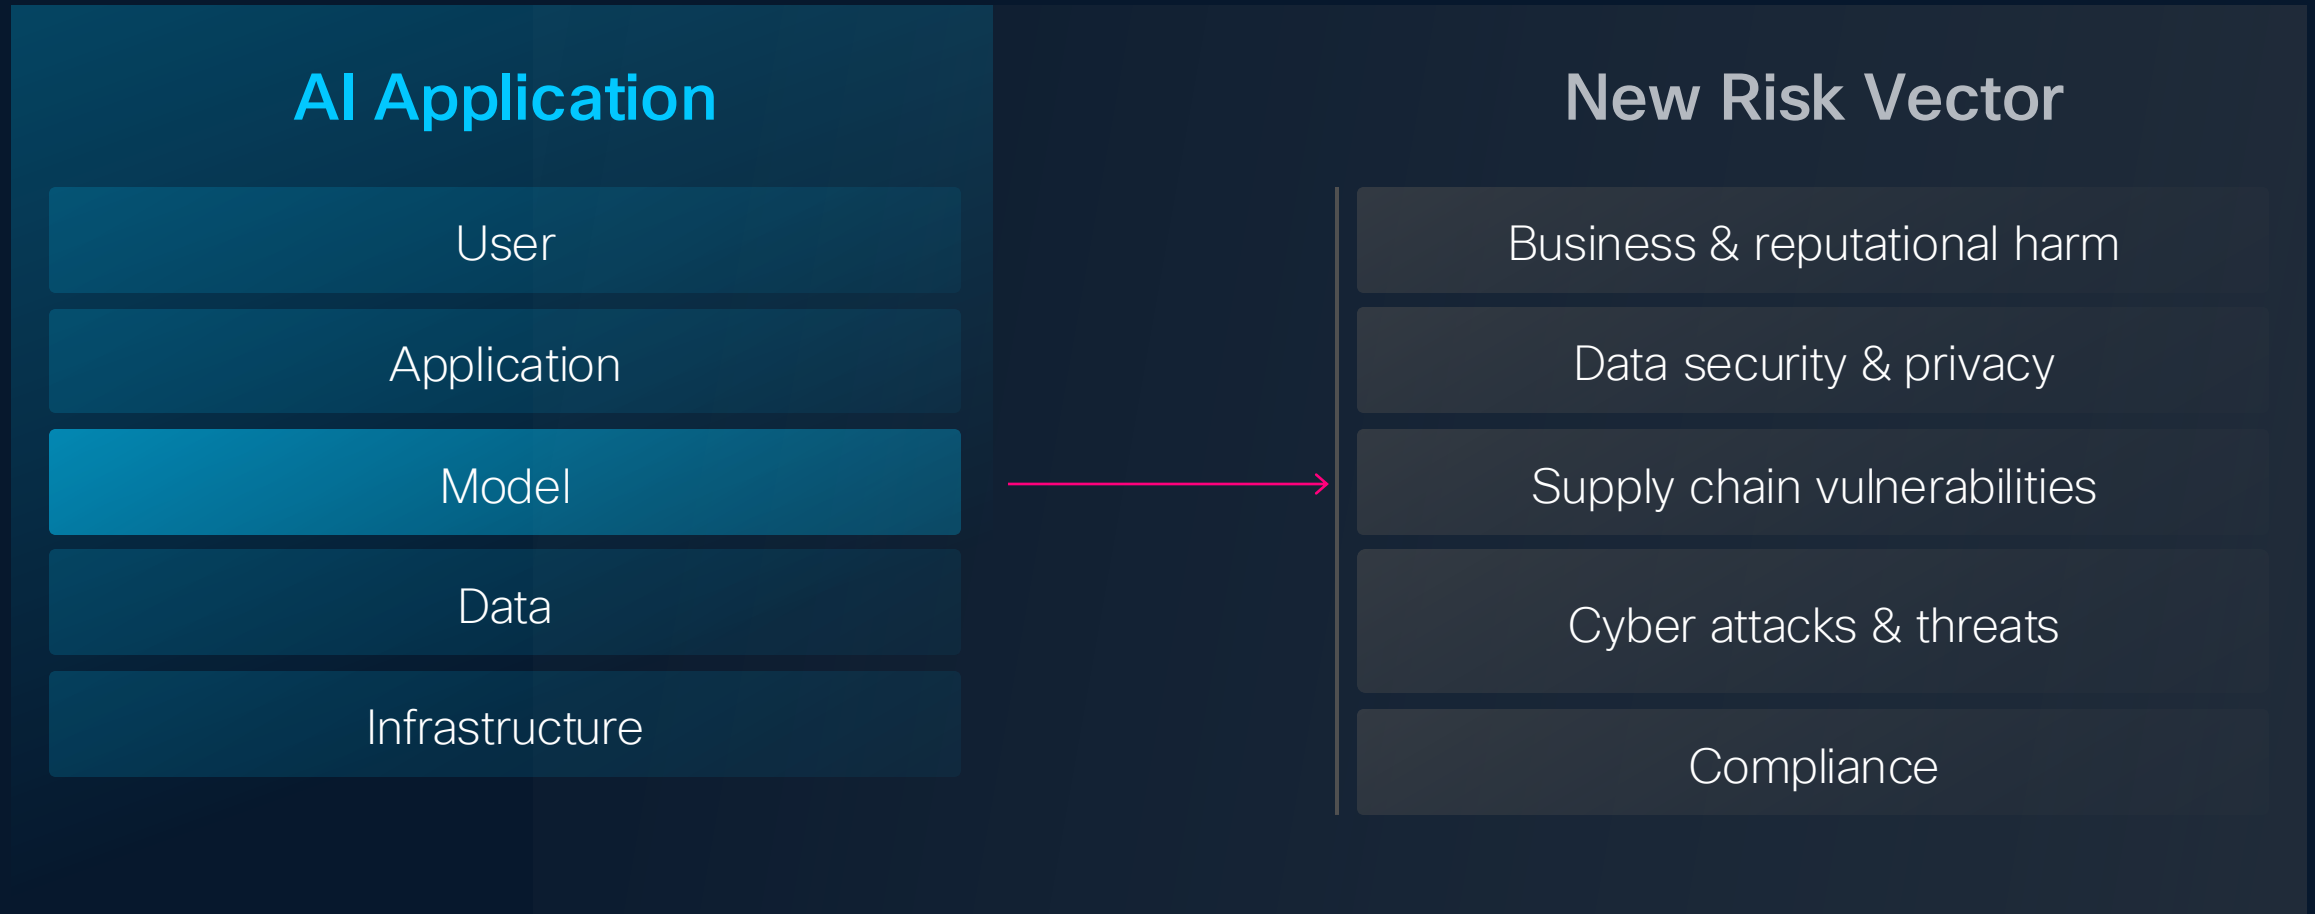 AI Application
User
Application
Model
Data
Infrastructure
New Risk Vector
Business & reputational harm
Data security & privacy
Supply chain vulnerabilities
Cyber attacks & threats
Compliance